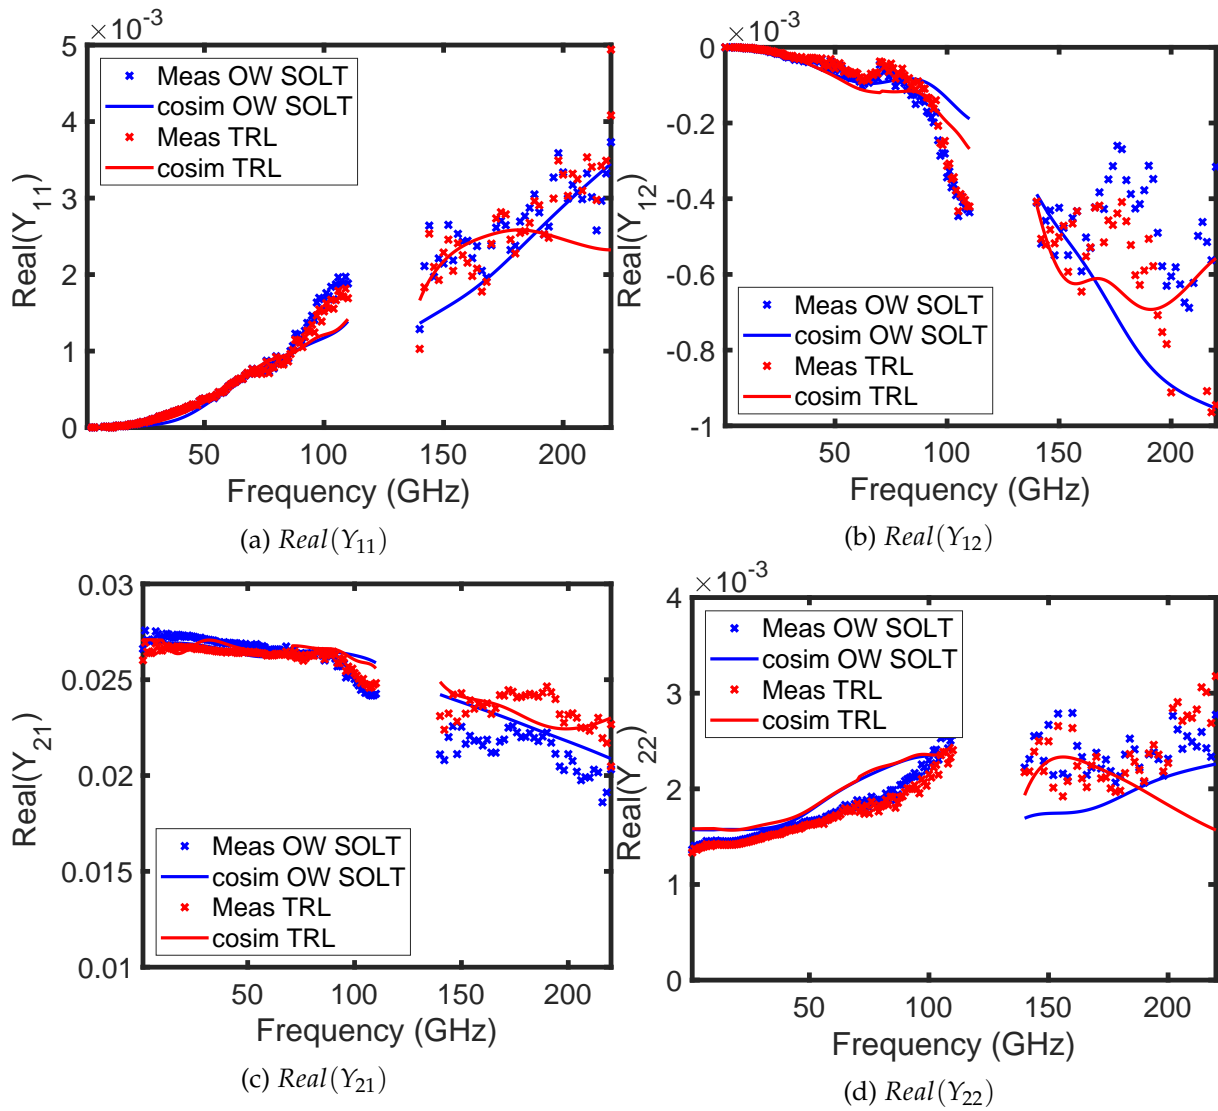 ×10⁻³
5
4
3
2
1
0
Real(Y₁₁)
Meas OW SOLT
cosim OW SOLT
Meas TRL
cosim TRL
50 100 150 200
Frequency (GHz)
(a) Real(Y₁₁)
×10⁻³
0
-0.2
-0.4
-0.6
-0.8
-1
Real(Y₁₂)
Meas OW SOLT
cosim OW SOLT
Meas TRL
cosim TRL
50 100 150 200
Frequency (GHz)
(b) Real(Y₁₂)
0.03
0.025
0.02
0.015
0.01
Real(Y₂₁)
Meas OW SOLT
cosim OW SOLT
Meas TRL
cosim TRL
50 100 150 200
Frequency (GHz)
(c) Real(Y₂₁)
×10⁻³
4
3
2
1
0
Real(Y₂₂)
Meas OW SOLT
cosim OW SOLT
Meas TRL
cosim TRL
50 100 150 200
Frequency (GHz)
(d) Real(Y₂₂)